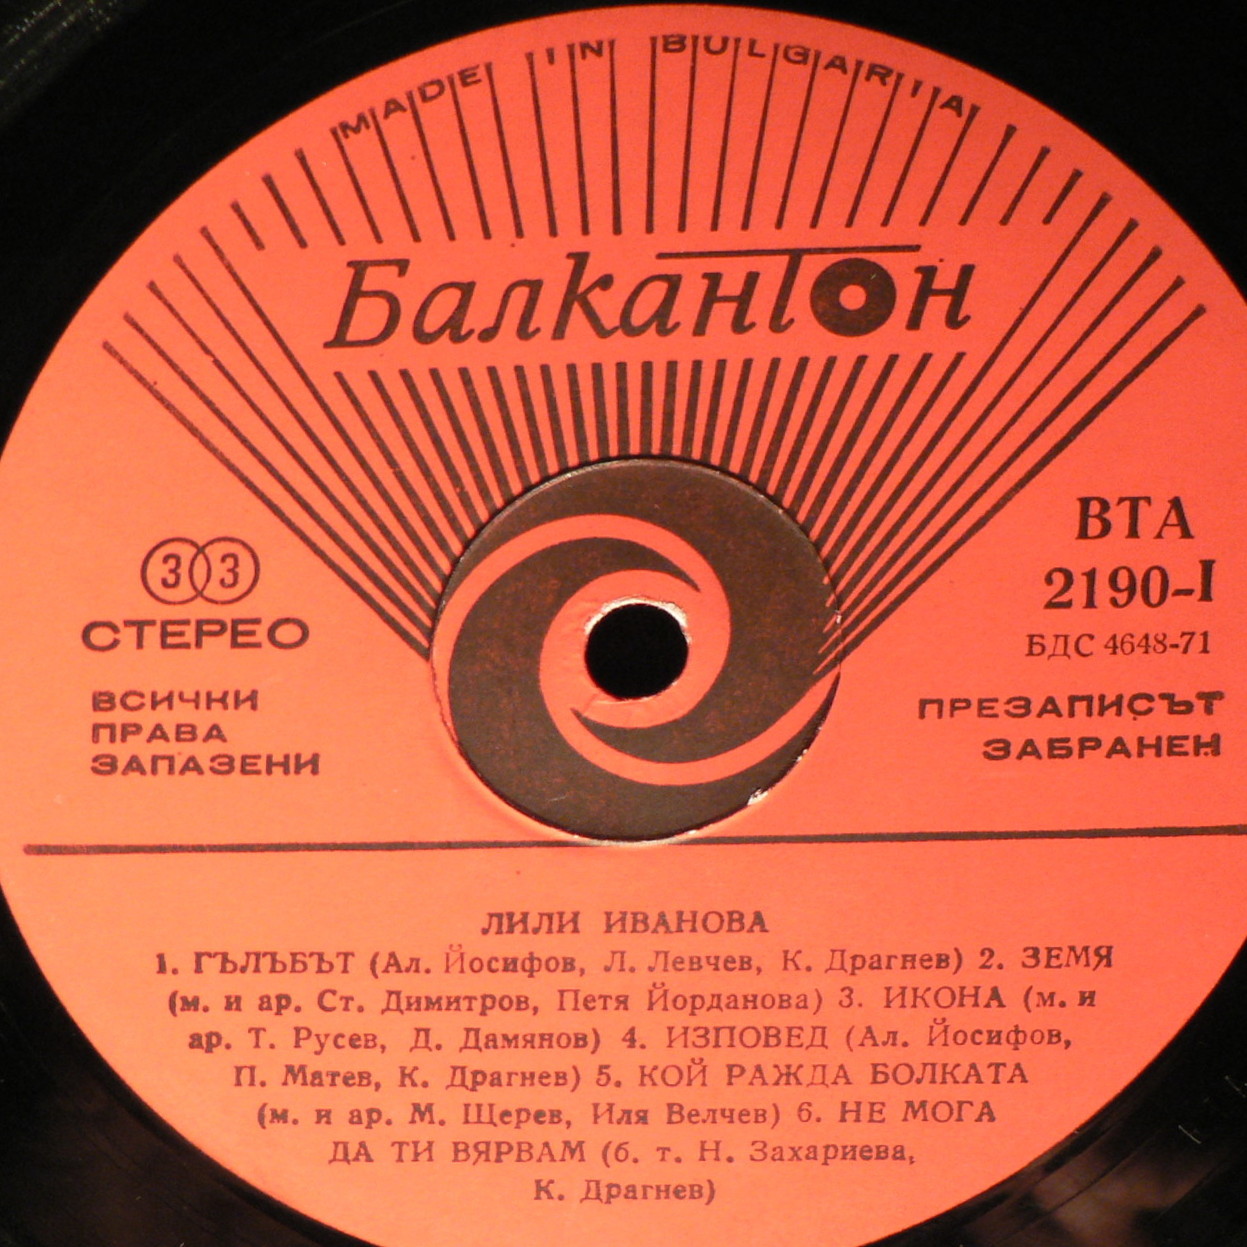 MADE IN BULGARIA
Балкантон
33
СТЕРЕО
ВСИЧКИ
ПРАВА
ЗАПАЗЕНИ
ВТА
2190-I
БДС 4648-71
ПРЕЗАПИСЪТ
ЗАБРАНЕН
ЛИЛИ ИВАНОВА
1. ГЪЛЪБЪТ (Ал. Йосифов, Л. Левчев, К. Драгнев) 2. ЗЕМЯ
(м. и ар. Ст. Димитров, Петя Йорданова) 3. ИКОНА (м. и
ар. Т. Русев, Д. Дамянов) 4. ИЗПОВЕД (Ал. Йосифов,
П. Матев, К. Драгнев) 5. КОЙ РАЖДА БОЛКАТА
(м. и ар. М. Щерев, Иля Велчев) 6. НЕ МОГА
ДА ТИ ВЯРВАМ (б. т. Н. Захариева,
К. Драгнев)